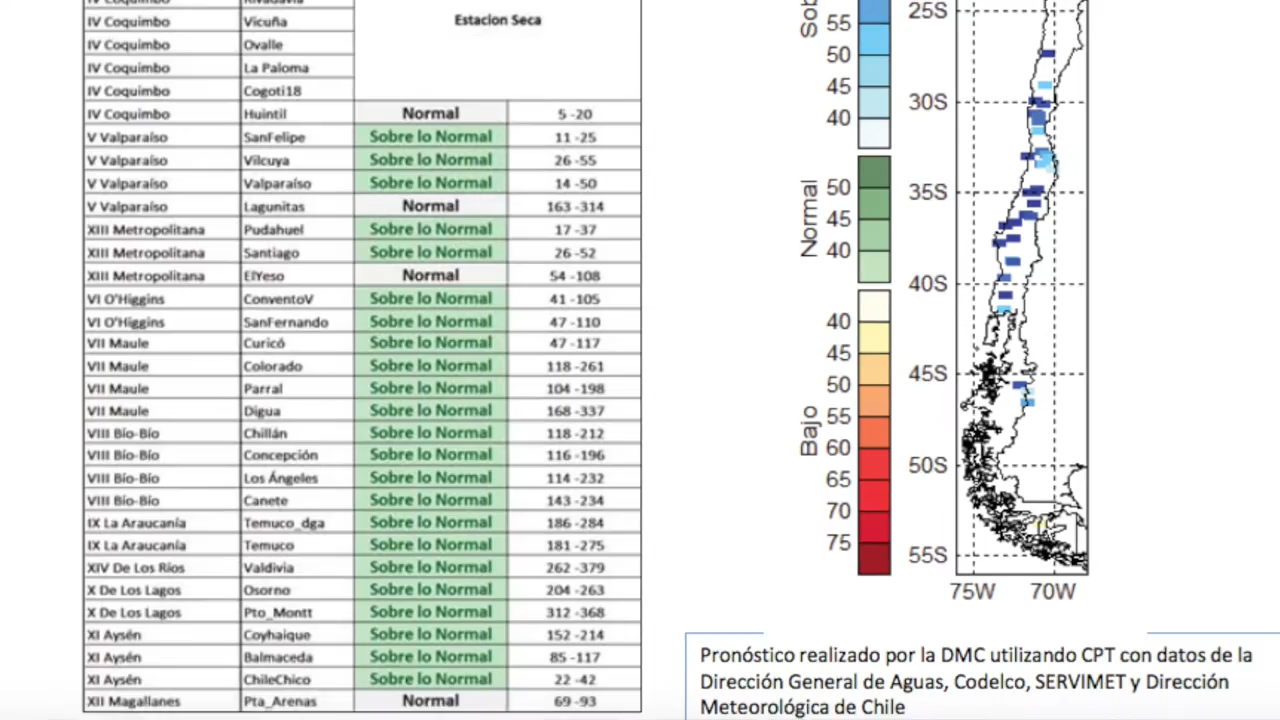 IV Coquimbo Rivadavia
IV Coquimbo Vicuña Estacion Seca
IV Coquimbo Ovalle
IV Coquimbo La Paloma
IV Coquimbo Cogoti18
IV Coquimbo Huintil Normal 5 -20
V Valparaíso SanFelipe Sobre lo Normal 11 -25
V Valparaíso Vilcuya Sobre lo Normal 26 -55
V Valparaíso Valparaíso Sobre lo Normal 14 -50
V Valparaíso Lagunitas Normal 163 -314
XIII Metropolitana Pudahuel Sobre lo Normal 17 -37
XIII Metropolitana Santiago Sobre lo Normal 26 -52
XIII Metropolitana ElYeso Normal 54 -108
VI O'Higgins ConventoV Sobre lo Normal 41 -105
VI O'Higgins SanFernando Sobre lo Normal 47 -110
VII Maule Curicó Sobre lo Normal 47 -117
VII Maule Colorado Sobre lo Normal 118 -261
VII Maule Parral Sobre lo Normal 104 -198
VII Maule Digua Sobre lo Normal 168 -337
VIII Bío-Bío Chillán Sobre lo Normal 118 -212
VIII Bío-Bío Concepción Sobre lo Normal 116 -196
VIII Bío-Bío Los Ángeles Sobre lo Normal 114 -232
VIII Bío-Bío Canete Sobre lo Normal 143 -234
IX La Araucanía Temuco_dga Sobre lo Normal 186 -284
IX La Araucanía Temuco Sobre lo Normal 181 -275
XIV De Los Ríos Valdivia Sobre lo Normal 262 -379
X De Los Lagos Osorno Sobre lo Normal 204 -263
X De Los Lagos Pto_Montt Sobre lo Normal 312 -368
XI Aysén Coyhaique Sobre lo Normal 152 -214
XI Aysén Balmaceda Sobre lo Normal 85 -117
XI Aysén ChileChico Sobre lo Normal 22 -42
XII Magallanes Pta_Arenas Normal 69 -93
Sob
55
50
45
40
Normal
50
45
40
Bajo
40
45
50
55
60
65
70
75
25S
30S
35S
40S
45S
50S
55S
75W 70W
Pronóstico realizado por la DMC utilizando CPT con datos de la
Dirección General de Aguas, Codelco, SERVIMET y Dirección
Meteorológica de Chile